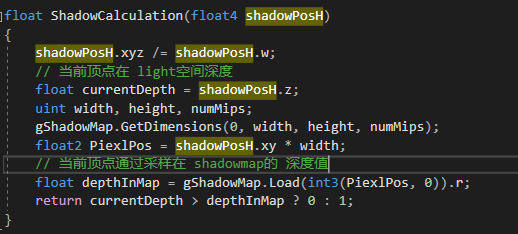 float ShadowCalculation(float4 shadowPosH)
{
shadowPosH.xyz /= shadowPosH.w;
// 当前顶点在 light空间深度
float currentDepth = shadowPosH.z;
uint width, height, numMips;
gShadowMap.GetDimensions(0, width, height, numMips);
float2 PiexlPos = shadowPosH.xy * width;
// 当前顶点通过采样在 shadowmap的 深度值
float depthInMap = gShadowMap.Load(int3(PiexlPos, 0)).r;
return currentDepth > depthInMap ? 0 : 1;
}